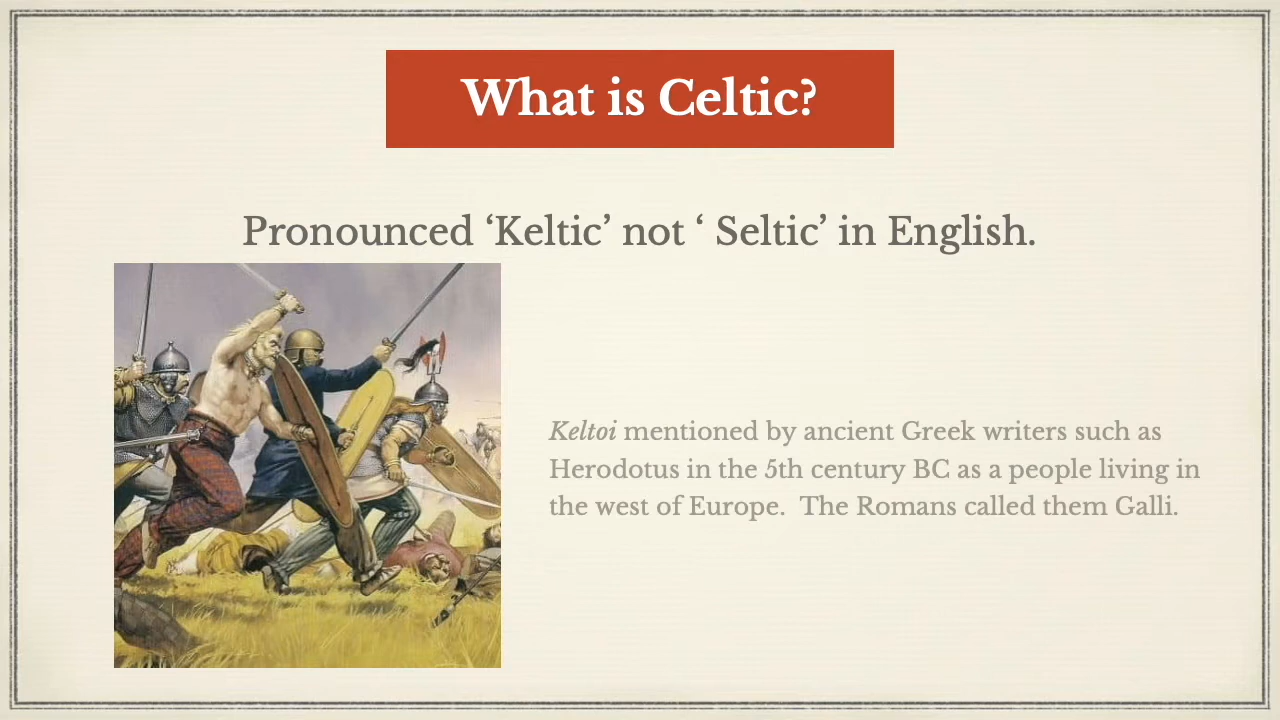 What is Celtic?
Pronounced ‘Keltic’ not ‘ Seltic’ in English.
Keltoi mentioned by ancient Greek writers such as
Herodotus in the 5th century BC as a people living in
the west of Europe.  The Romans called them Galli.